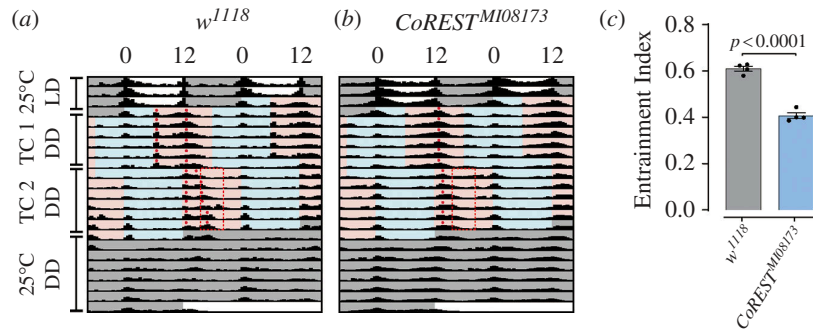 (a) w1118
0 12 0 12
25°C LD
TC 1 DD
TC 2 DD
25°C DD
(b) CoRESTMI08173
0 12 0 12
(c)
p < 0.0001
Entrainment Index
0.8
0.6
0.4
0.2
0.0
w1118
CoRESTMI08173